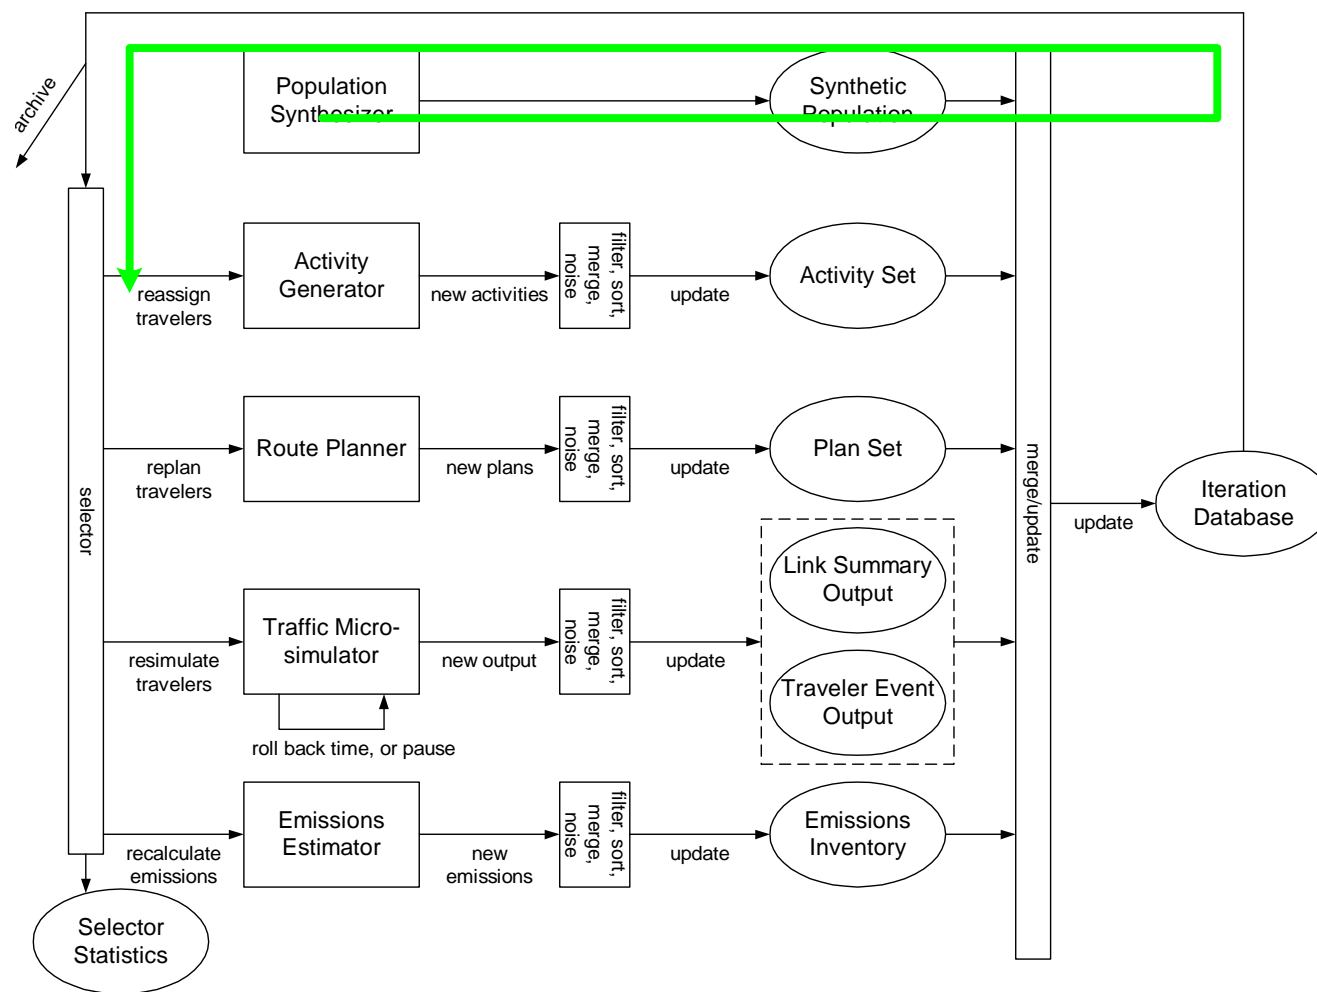 archive
Population
Synthesizer
Synthetic
Population
selector
reassign
travelers
Activity
Generator
new activities
filter, sort,
merge,
noise
update
Activity Set
replan
travelers
Route Planner
new plans
filter, sort,
merge,
noise
update
Plan Set
merge/update
update
Iteration
Database
resimulate
travelers
Traffic Micro-
simulator
roll back time, or pause
new output
filter, sort,
merge,
noise
update
Link Summary
Output
Traveler Event
Output
recalculate
emissions
Emissions
Estimator
new
emissions
filter, sort,
merge,
noise
update
Emissions
Inventory
Selector
Statistics